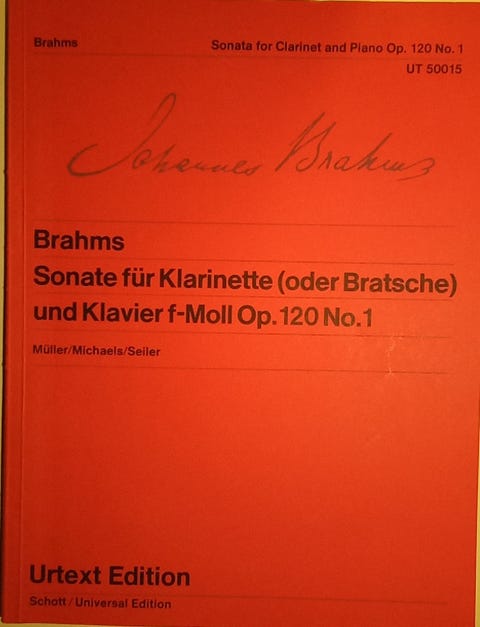 Brahms
Sonata for Clarinet and Piano Op. 120 No. 1
UT 50015
Johannes Brahms
Brahms
Sonate für Klarinette (oder Bratsche)
und Klavier f-Moll Op. 120 No. 1
Müller/Michaels/Seiler
Urtext Edition
Schott / Universal Edition